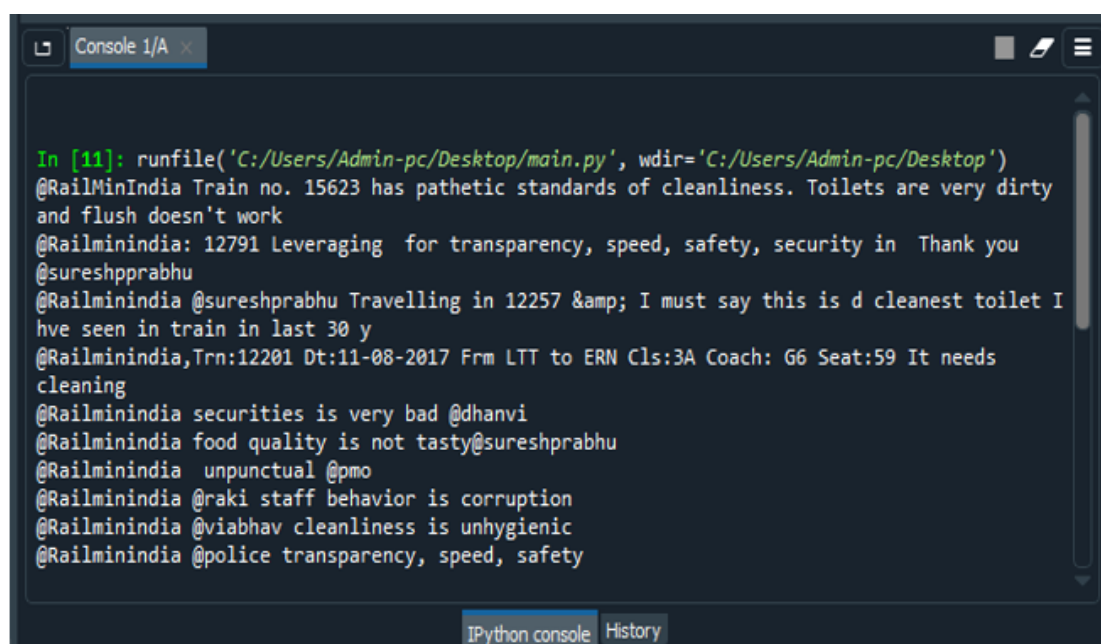 Console 1/A
In [11]: runfile('C:/Users/Admin-pc/Desktop/main.py', wdir='C:/Users/Admin-pc/Desktop')
@RailMinIndia Train no. 15623 has pathetic standards of cleanliness. Toilets are very dirty
and flush doesn't work
@Railminindia: 12791 Leveraging  for transparency, speed, safety, security in  Thank you
@sureshpprabhu
@Railminindia @sureshprabhu Travelling in 12257 &amp; I must say this is d cleanest toilet I
hve seen in train in last 30 y
@Railminindia,Trn:12201 Dt:11-08-2017 Frm LTT to ERN Cls:3A Coach: G6 Seat:59 It needs
cleaning
@Railminindia securities is very bad @dhanvi
@Railminindia food quality is not tasty@sureshprabhu
@Railminindia  unpunctual @pmo
@Railminindia @raki staff behavior is corruption
@Railminindia @viabhav cleanliness is unhygienic
@Railminindia @police transparency, speed, safety
IPython console History